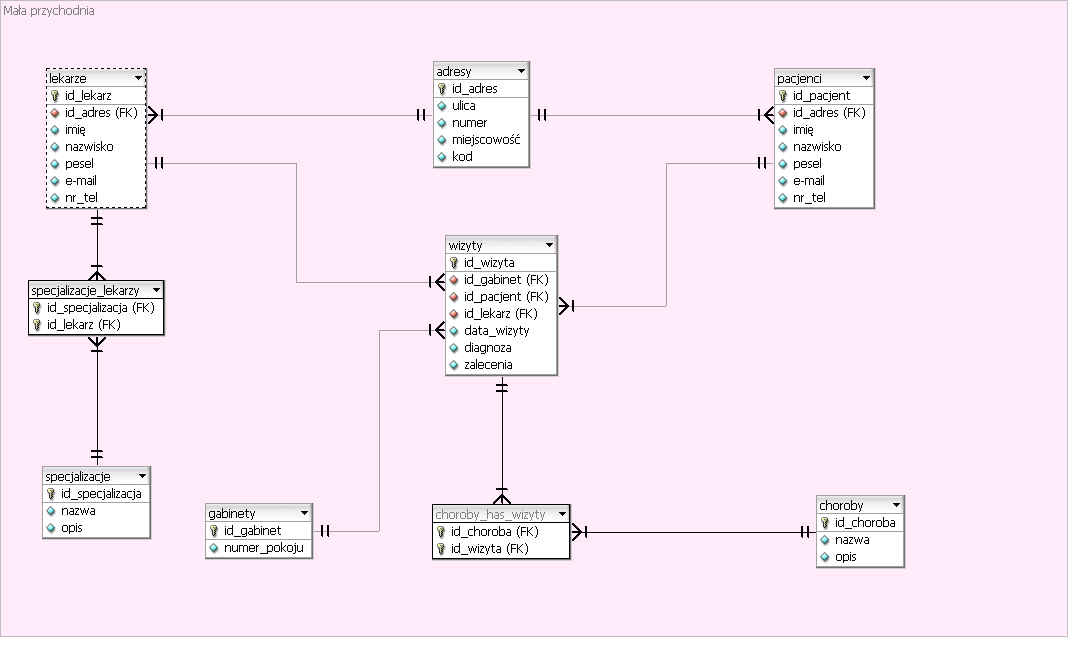 Mała przychodnia
lekarze
id_lekarz
id_adres (FK)
imię
nazwisko
pesel
e-mail
nr_tel
adresy
id_adres
ulica
numer
miejscowość
kod
pacjenci
id_pacjent
id_adres (FK)
imię
nazwisko
pesel
e-mail
nr_tel
wizyty
id_wizyta
id_gabinet (FK)
id_pacjent (FK)
id_lekarz (FK)
data_wizyty
diagnoza
zalecenia
specjalizacje_lekarzy
id_specjalizacja (FK)
id_lekarz (FK)
specjalizacje
id_specjalizacja
nazwa
opis
gabinety
id_gabinet
numer_pokoju
choroby_has_wizyty
id_choroba (FK)
id_wizyta (FK)
choroby
id_choroba
nazwa
opis